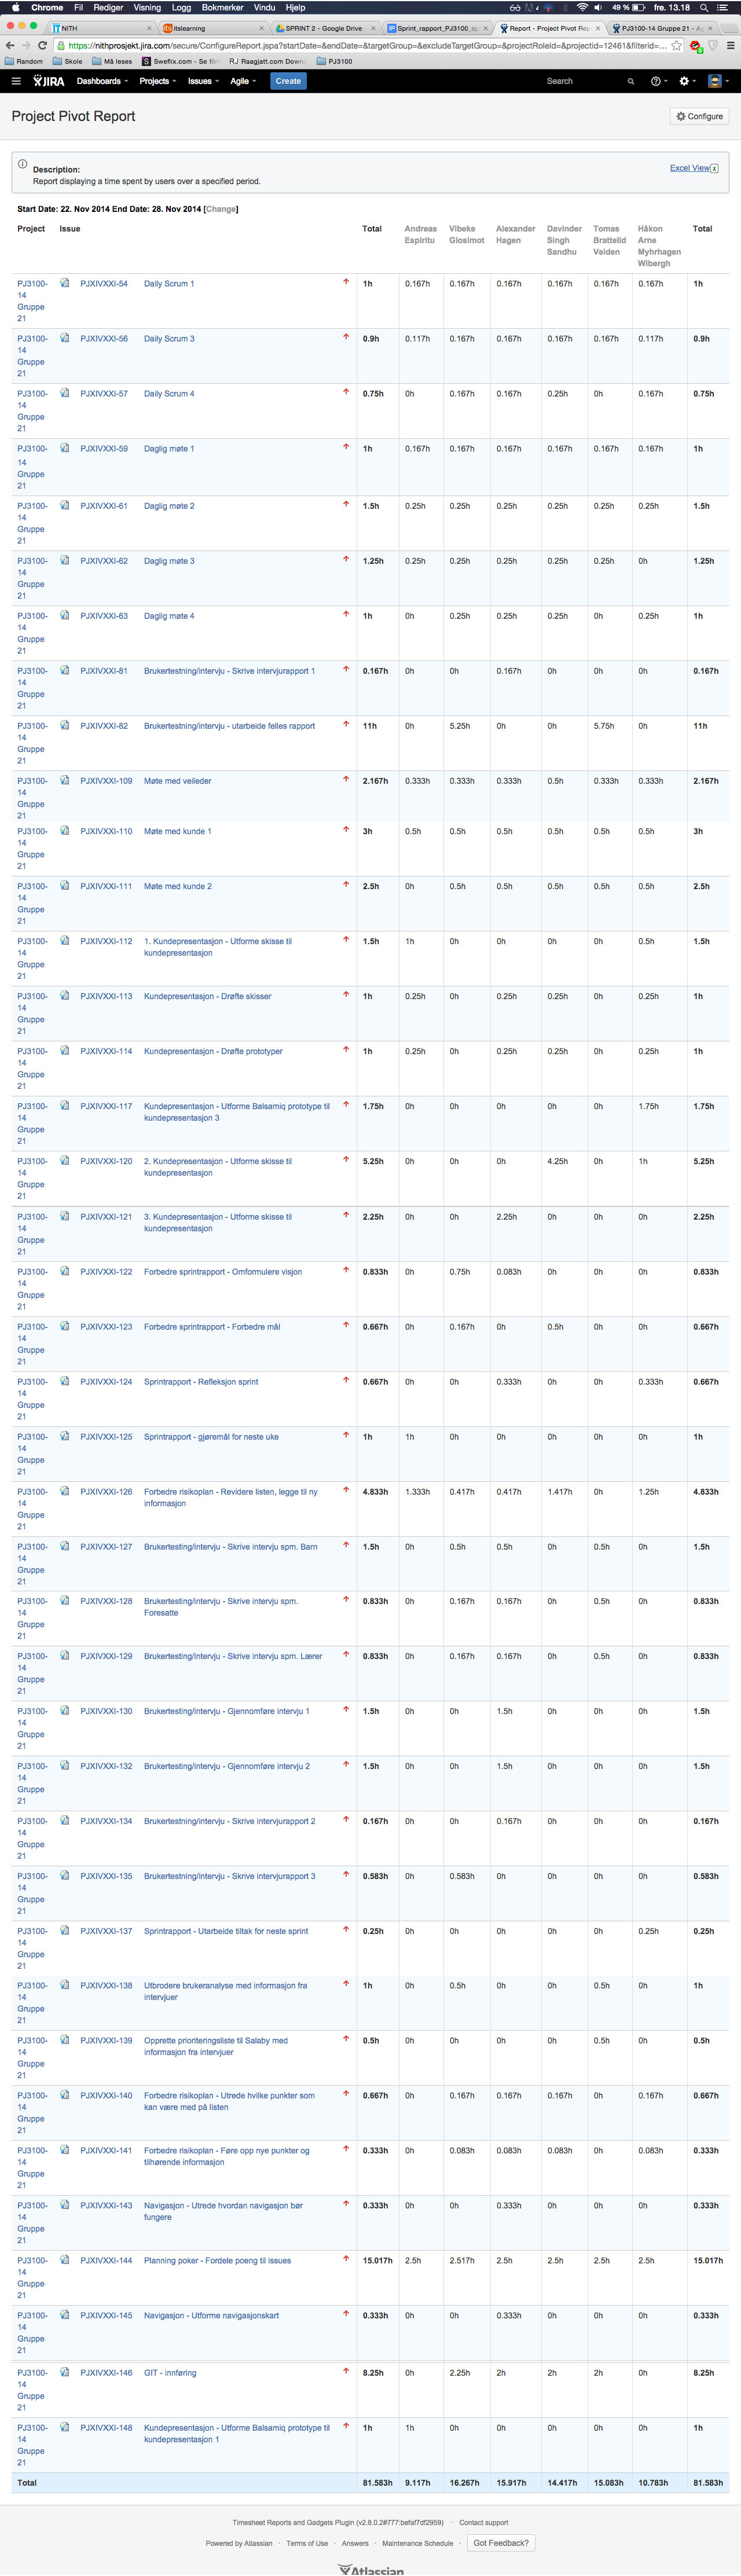 Chrome Fil Rediger Visning Logg Bokmerker Vindu Hjelp 49 % fre. 13.18
NITH itslearning SPRINT 2 - Google Drive Sprint_rapport_PJ3100_sp Report - Project Pivot Rep PJ3100-14 Gruppe 21 - Ag
https://nithprosjekt.jira.com/secure/ConfigureReport.jspa?startDate=&endDate=&targetGroup=&excludeTargetGroup=&projectRoleId=&projectid=12461&filterid=...
Random Skole Må leses Sweflix.com - Se film RJ Raagjatt.com Downl PJ3100
JIRA Dashboards Projects Issues Agile Create Search
Project Pivot Report
Configure
Description:
Report displaying a time spent by users over a specified period.
Excel View
Start Date: 22. Nov 2014 End Date: 28. Nov 2014 [Change]
Project Issue Total Andreas Espiritu Vibeke Glosimot Alexander Hagen Davinder Singh Sandhu Tomas Brattelid Velden Håkon Arne Myhrhagen Wibergh Total
PJ3100-14 Gruppe 21 PJXIVXXI-54 Daily Scrum 1 1h 0.167h 0.167h 0.167h 0.167h 0.167h 0.167h 1h
PJ3100-14 Gruppe 21 PJXIVXXI-56 Daily Scrum 3 0.9h 0.117h 0.167h 0.167h 0.167h 0.167h 0.117h 0.9h
PJ3100-14 Gruppe 21 PJXIVXXI-57 Daily Scrum 4 0.75h 0h 0.167h 0.167h 0.25h 0h 0.167h 0.75h
PJ3100-14 Gruppe 21 PJXIVXXI-59 Daglig møte 1 1h 0.167h 0.167h 0.167h 0.167h 0.167h 0.167h 1h
PJ3100-14 Gruppe 21 PJXIVXXI-61 Daglig møte 2 1.5h 0.25h 0.25h 0.25h 0.25h 0.25h 0.25h 1.5h
PJ3100-14 Gruppe 21 PJXIVXXI-62 Daglig møte 3 1.25h 0.25h 0.25h 0.25h 0.25h 0.25h 0h 1.25h
PJ3100-14 Gruppe 21 PJXIVXXI-63 Daglig møte 4 1h 0h 0.25h 0.25h 0.25h 0h 0.25h 1h
PJ3100-14 Gruppe 21 PJXIVXXI-81 Brukertestning/intervju - Skrive intervjurapport 1 0.167h 0h 0h 0.167h 0h 0h 0h 0.167h
PJ3100-14 Gruppe 21 PJXIVXXI-82 Brukertestning/intervju - utarbeide felles rapport 11h 0h 5.25h 0h 0h 5.75h 0h 11h
PJ3100-14 Gruppe 21 PJXIVXXI-109 Møte med veileder 2.167h 0.333h 0.333h 0.333h 0.5h 0.333h 0.333h 2.167h
PJ3100-14 Gruppe 21 PJXIVXXI-110 Møte med kunde 1 3h 0.5h 0.5h 0.5h 0.5h 0.5h 0.5h 3h
PJ3100-14 Gruppe 21 PJXIVXXI-111 Møte med kunde 2 2.5h 0h 0.5h 0.5h 0.5h 0.5h 0.5h 2.5h
PJ3100-14 Gruppe 21 PJXIVXXI-112 1. Kundepresentasjon - Utforme skisse til kundepresentasjon 1.5h 1h 0h 0h 0h 0h 0.5h 1.5h
PJ3100-14 Gruppe 21 PJXIVXXI-113 Kundepresentasjon - Drøfte skisser 1h 0.25h 0h 0.25h 0.25h 0h 0.25h 1h
PJ3100-14 Gruppe 21 PJXIVXXI-114 Kundepresentasjon - Drøfte prototyper 1h 0.25h 0h 0.25h 0.25h 0h 0.25h 1h
PJ3100-14 Gruppe 21 PJXIVXXI-117 Kundepresentasjon - Utforme Balsamiq prototype til kundepresentasjon 3 1.75h 0h 0h 0h 0h 0h 1.75h 1.75h
PJ3100-14 Gruppe 21 PJXIVXXI-120 2. Kundepresentasjon - Utforme skisse til kundepresentasjon 5.25h 0h 0h 0h 4.25h 0h 1h 5.25h
PJ3100-14 Gruppe 21 PJXIVXXI-121 3. Kundepresentasjon - Utforme skisse til kundepresentasjon 2.25h 0h 0h 2.25h 0h 0h 0h 2.25h
PJ3100-14 Gruppe 21 PJXIVXXI-122 Forbedre sprintrapport - Omformulere visjon 0.833h 0h 0.75h 0.083h 0h 0h 0h 0.833h
PJ3100-14 Gruppe 21 PJXIVXXI-123 Forbedre sprintrapport - Forbedre mål 0.667h 0h 0.167h 0h 0.5h 0h 0h 0.667h
PJ3100-14 Gruppe 21 PJXIVXXI-124 Sprintrapport - Refleksjon sprint 0.667h 0h 0h 0.333h 0h 0h 0.333h 0.667h
PJ3100-14 Gruppe 21 PJXIVXXI-125 Sprintrapport - gjøremål for neste uke 1h 1h 0h 0h 0h 0h 0h 1h
PJ3100-14 Gruppe 21 PJXIVXXI-126 Forbedre risikoplan - Revidere listen, legge til ny informasjon 4.833h 1.333h 0.417h 0.417h 1.417h 0h 1.25h 4.833h
PJ3100-14 Gruppe 21 PJXIVXXI-127 Brukertesting/intervju - Skrive intervju spm. Barn 1.5h 0h 0.5h 0.5h 0h 0.5h 0h 1.5h
PJ3100-14 Gruppe 21 PJXIVXXI-128 Brukertesting/intervju - Skrive intervju spm. Foresatte 0.833h 0h 0.167h 0.167h 0h 0.5h 0h 0.833h
PJ3100-14 Gruppe 21 PJXIVXXI-129 Brukertesting/intervju - Skrive intervju spm. Lærer 0.833h 0h 0.167h 0.167h 0h 0.5h 0h 0.833h
PJ3100-14 Gruppe 21 PJXIVXXI-130 Brukertesting/intervju - Gjennomføre intervju 1 1.5h 0h 0h 1.5h 0h 0h 0h 1.5h
PJ3100-14 Gruppe 21 PJXIVXXI-132 Brukertesting/intervju - Gjennomføre intervju 2 1.5h 0h 0h 1.5h 0h 0h 0h 1.5h
PJ3100-14 Gruppe 21 PJXIVXXI-134 Brukertestning/intervju - Skrive intervjurapport 2 0.167h 0h 0h 0.167h 0h 0h 0h 0.167h
PJ3100-14 Gruppe 21 PJXIVXXI-135 Brukertestning/intervju - Skrive intervjurapport 3 0.583h 0h 0.583h 0h 0h 0h 0h 0.583h
PJ3100-14 Gruppe 21 PJXIVXXI-137 Sprintrapport - Utarbeide tiltak for neste sprint 0.25h 0h 0h 0h 0h 0h 0.25h 0.25h
PJ3100-14 Gruppe 21 PJXIVXXI-138 Utbrodere brukeranalyse med informasjon fra intervjuer 1h 0h 0.5h 0h 0h 0.5h 0h 1h
PJ3100-14 Gruppe 21 PJXIVXXI-139 Opprette prioriteringsliste til Salaby med informasjon fra intervjuer 0.5h 0h 0h 0h 0h 0.5h 0h 0.5h
PJ3100-14 Gruppe 21 PJXIVXXI-140 Forbedre risikoplan - Utrede hvilke punkter som kan være med på listen 0.667h 0h 0.167h 0.167h 0.167h 0h 0.167h 0.667h
PJ3100-14 Gruppe 21 PJXIVXXI-141 Forbedre risikoplan - Føre opp nye punkter og tilhørende informasjon 0.333h 0h 0.083h 0.083h 0.083h 0h 0.083h 0.333h
PJ3100-14 Gruppe 21 PJXIVXXI-143 Navigasjon - Utrede hvordan navigasjon bør fungere 0.333h 0h 0h 0.333h 0h 0h 0h 0.333h
PJ3100-14 Gruppe 21 PJXIVXXI-144 Planning poker - Fordele poeng til issues 15.017h 2.5h 2.517h 2.5h 2.5h 2.5h 2.5h 15.017h
PJ3100-14 Gruppe 21 PJXIVXXI-145 Navigasjon - Utforme navigasjonskart 0.333h 0h 0h 0.333h 0h 0h 0h 0.333h
PJ3100-14 Gruppe 21 PJXIVXXI-146 GIT - innføring 8.25h 0h 2.25h 2h 2h 2h 0h 8.25h
PJ3100-14 Gruppe 21 PJXIVXXI-148 Kundepresentasjon - Utforme Balsamiq prototype til kundepresentasjon 1 1h 1h 0h 0h 0h 0h 0h 1h
Total 81.583h 9.117h 16.267h 15.917h 14.417h 15.083h 10.783h 81.583h
Timesheet Reports and Gadgets Plugin (v2.8.0.2#777:befaf7df2959) · Contact support
Powered by Atlassian · Terms of Use · Answers · Maintenance Schedule · Got Feedback?
Atlassian